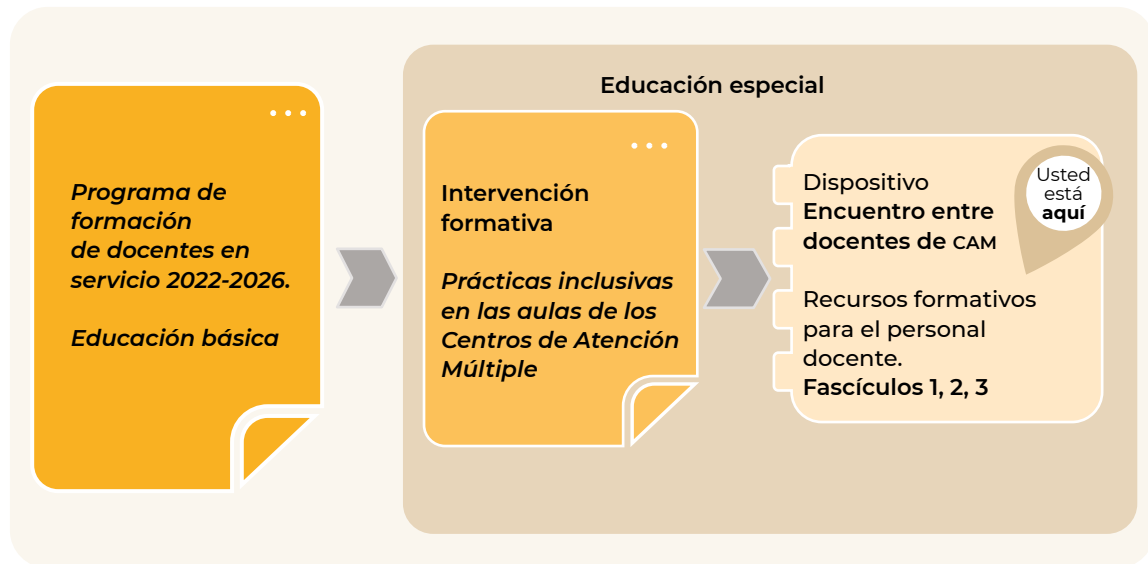 Educación especial
Programa de
formación
de docentes en
servicio 2022-2026.
Educación básica
Intervención
formativa
Prácticas inclusivas
en las aulas de los
Centros de Atención
Múltiple
Dispositivo
Encuentro entre
docentes de CAM
Recursos formativos
para el personal
docente.
Fascículos 1, 2, 3
Usted
está
aquí